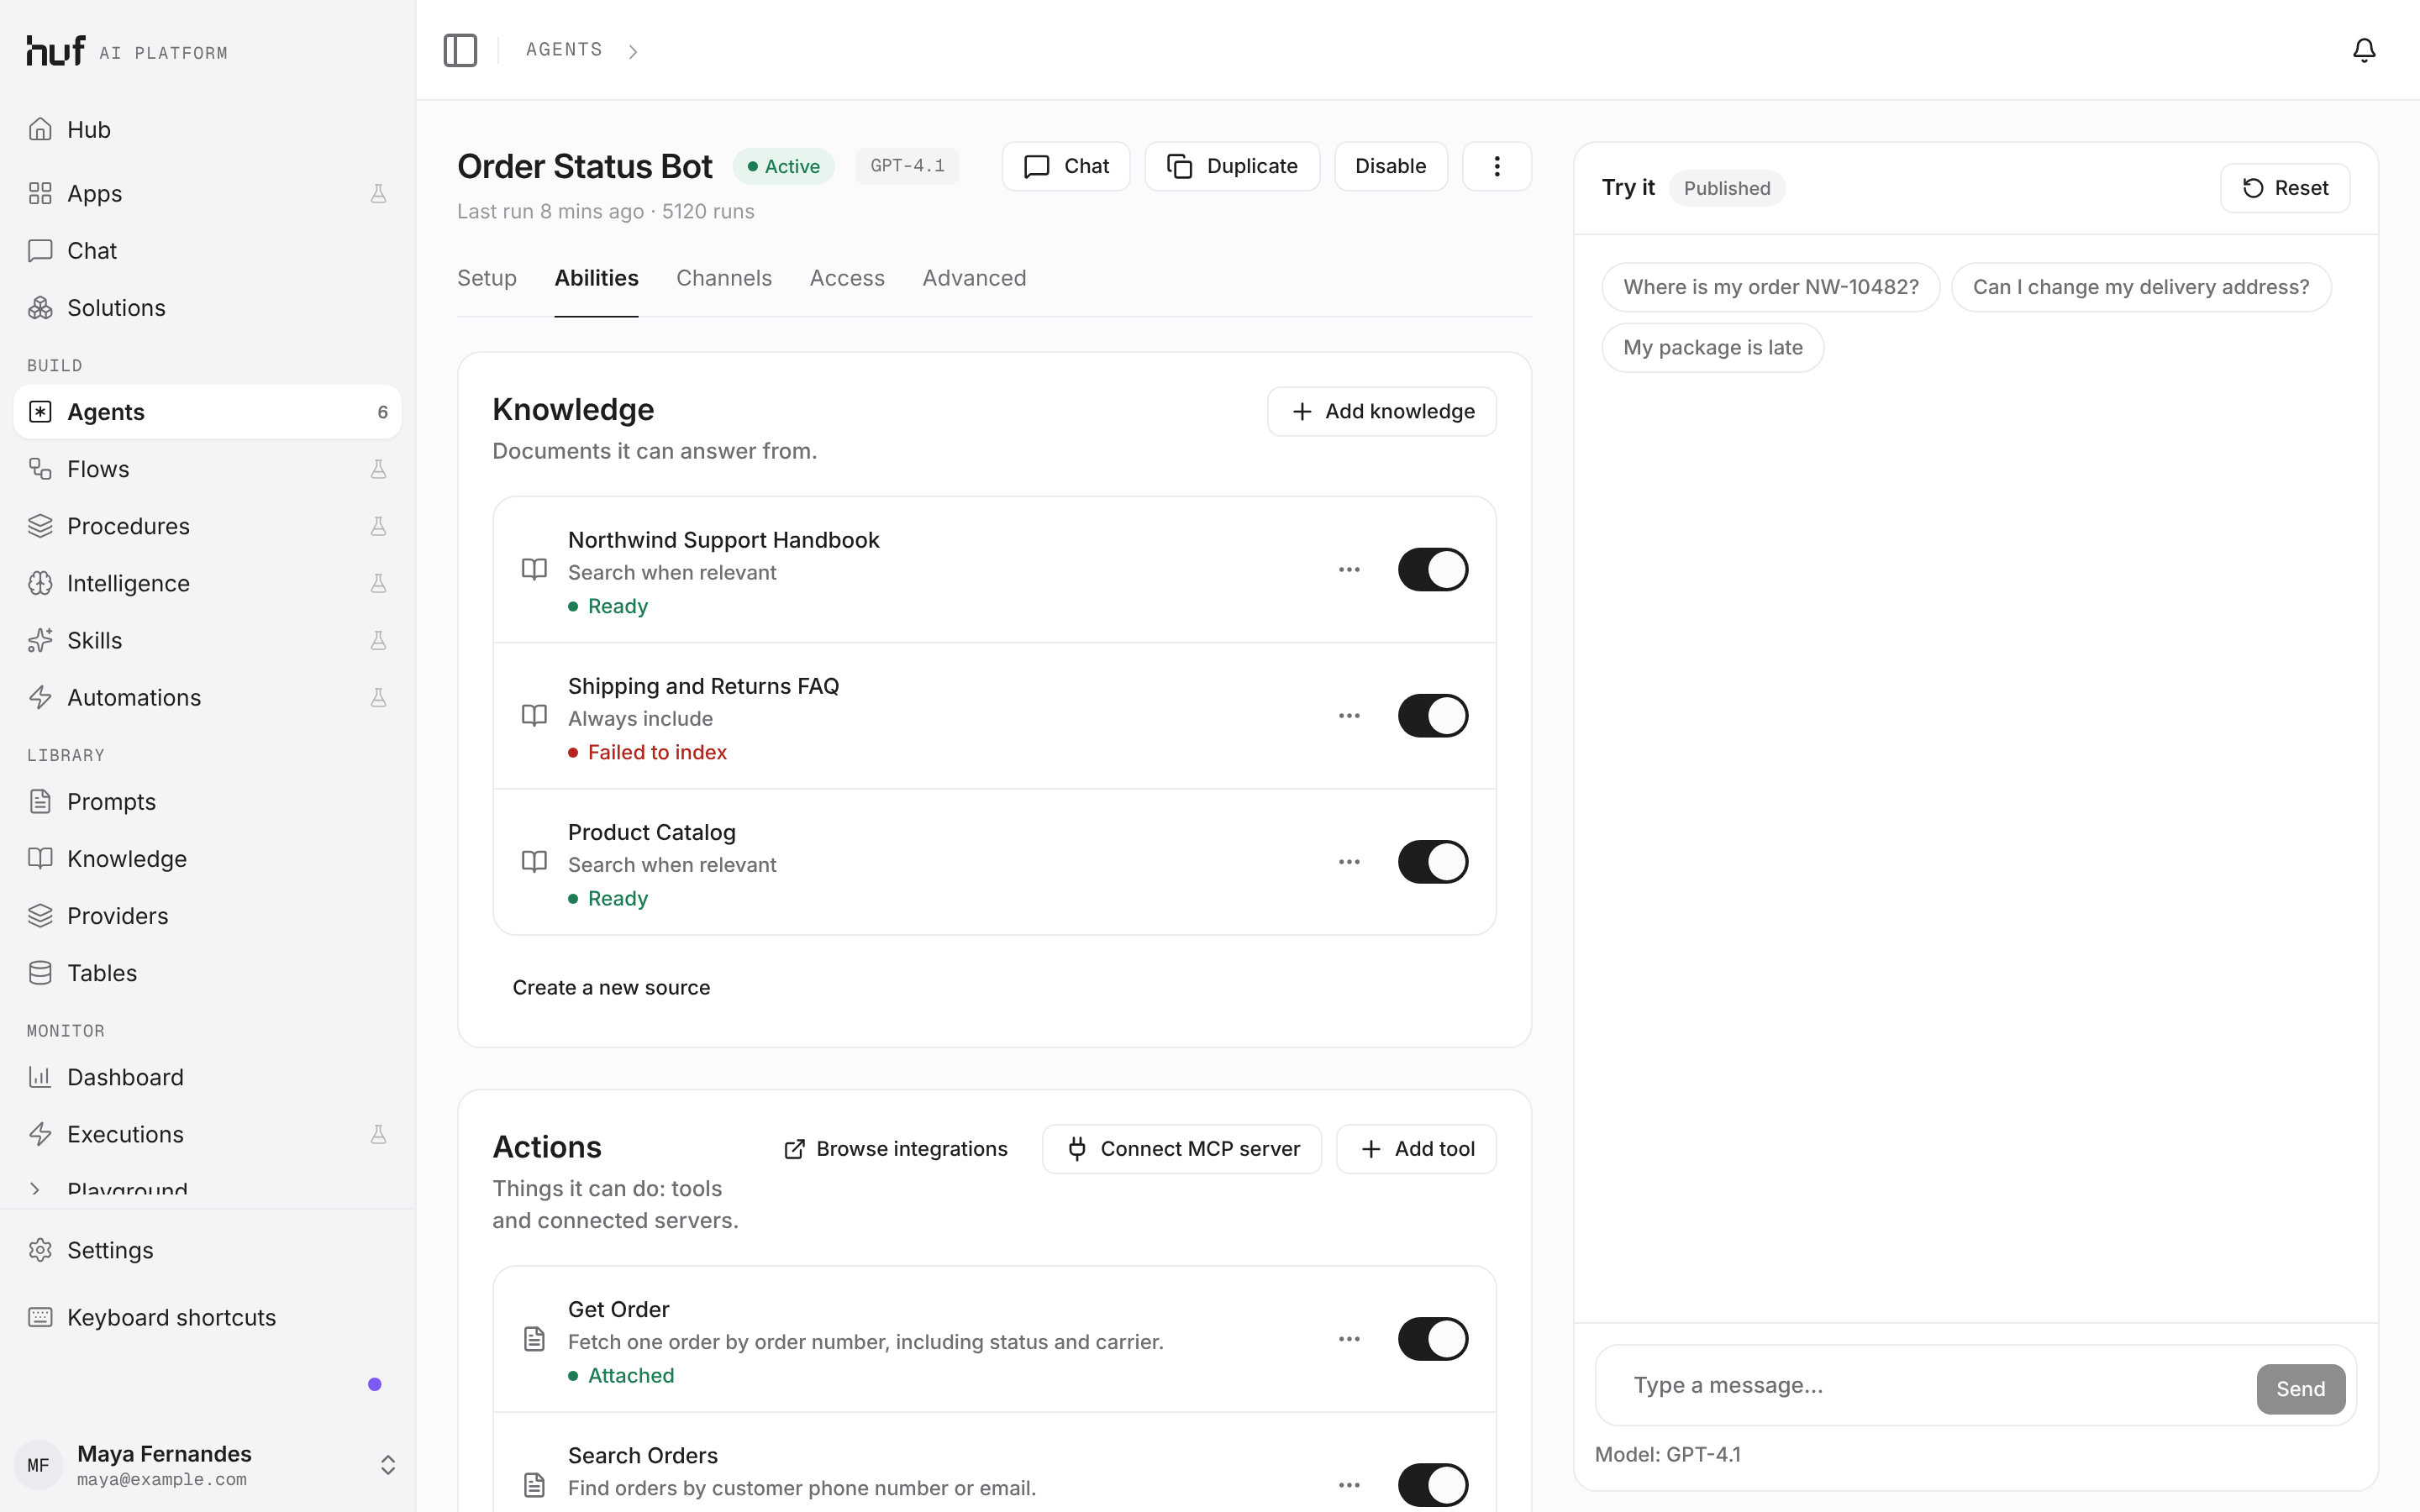 huf AI PLATFORM
Hub
Apps
Chat
Solutions
BUILD
Agents 6
Flows
Procedures
Intelligence
Skills
Automations
LIBRARY
Prompts
Knowledge
Providers
Tables
MONITOR
Dashboard
Executions
Playground
Settings
Keyboard shortcuts
MF
Maya Fernandes
maya@example.com
AGENTS
Order Status Bot Active GPT-4.1 Chat Duplicate Disable
Last run 8 mins ago · 5120 runs
Setup Abilities Channels Access Advanced
Knowledge
Add knowledge
Documents it can answer from.
Northwind Support Handbook
Search when relevant
Ready
Shipping and Returns FAQ
Always include
Failed to index
Product Catalog
Search when relevant
Ready
Create a new source
Actions
Browse integrations Connect MCP server Add tool
Things it can do: tools
and connected servers.
Get Order
Fetch one order by order number, including status and carrier.
Attached
Search Orders
Find orders by customer phone number or email.
Try it Published Reset
Where is my order NW-10482? Can I change my delivery address?
My package is late
Type a message...
Send
Model: GPT-4.1